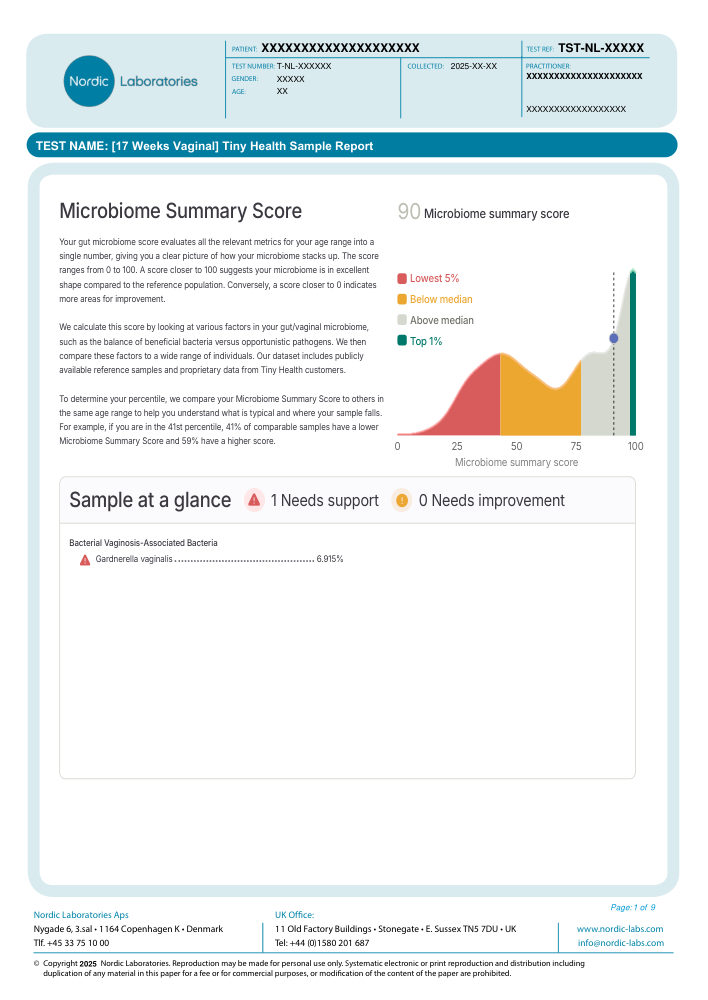 Nordic Laboratories
PATIENT: XXXXXXXXXXXXXXXXXXXX
TEST REF: TST-NL-XXXXX
TEST NUMBER: T-NL-XXXXXX
GENDER: XXXXX
AGE: XX
COLLECTED: 2025-XX-XX
PRACTITIONER:
XXXXXXXXXXXXXXXXXXXXX
XXXXXXXXXXXXXXXXXX
TEST NAME: [17 Weeks Vaginal] Tiny Health Sample Report
Microbiome Summary Score
Your gut microbiome score evaluates all the relevant metrics for your age range into a
single number, giving you a clear picture of how your microbiome stacks up. The score
ranges from 0 to 100. A score closer to 100 suggests your microbiome is in excellent
shape compared to the reference population. Conversely, a score closer to 0 indicates
more areas for improvement.
We calculate this score by looking at various factors in your gut/vaginal microbiome,
such as the balance of beneficial bacteria versus opportunistic pathogens. We then
compare these factors to a wide range of individuals. Our dataset includes publicly
available reference samples and proprietary data from Tiny Health customers.
To determine your percentile, we compare your Microbiome Summary Score to others in
the same age range to help you understand what is typical and where your sample falls.
For example, if you are in the 41st percentile, 41% of comparable samples have a lower
Microbiome Summary Score and 59% have a higher score.
90 Microbiome summary score
Lowest 5%
Below median
Above median
Top 1%
0 25 50 75 100
Microbiome summary score
Sample at a glance 1 Needs support 0 Needs improvement
Bacterial Vaginosis-Associated Bacteria
Gardnerella vaginalis ............................................ 6.915%
Page: 1 of 9
Nordic Laboratories Aps
Nygade 6, 3.sal • 1164 Copenhagen K • Denmark
Tlf. +45 33 75 10 00
UK Office:
11 Old Factory Buildings • Stonegate • E. Sussex TN5 7DU • UK
Tel: +44 (0)1580 201 687
www.nordic-labs.com
info@nordic-labs.com
© Copyright 2025 Nordic Laboratories. Reproduction may be made for personal use only. Systematic electronic or print reproduction and distribution including
duplication of any material in this paper for a fee or for commercial purposes, or modification of the content of the paper are prohibited.